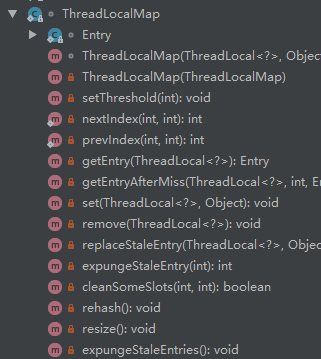 ThreadLocalMap
Entry
ThreadLocalMap(ThreadLocal<?>, Objec
ThreadLocalMap(ThreadLocalMap)
setThreshold(int): void
nextIndex(int, int): int
prevIndex(int, int): int
getEntry(ThreadLocal<?>): Entry
getEntryAfterMiss(ThreadLocal<?>, int, En
set(ThreadLocal<?>, Object): void
remove(ThreadLocal<?>): void
replaceStaleEntry(ThreadLocal<?>, Objec
expungeStaleEntry(int): int
cleanSomeSlots(int, int): boolean
rehash(): void
resize(): void
expungeStaleEntries(): void